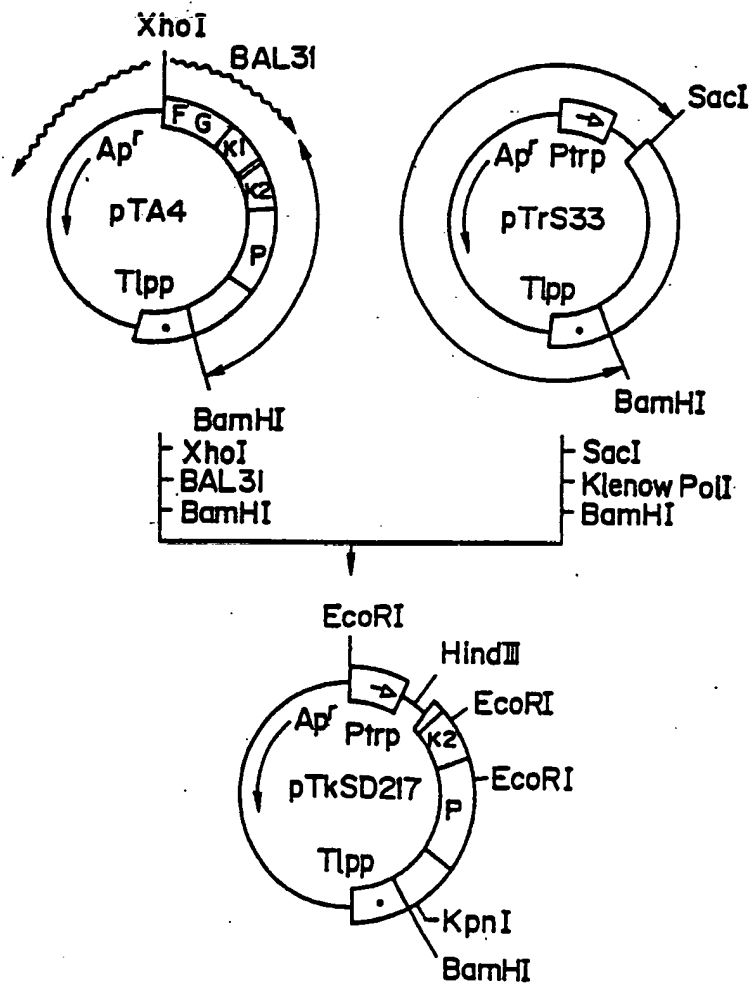 XhoI
BAL31
F G K1 K2 P
Apʳ
pTA4
Tlpp
BamHI
SacI
Apʳ Ptrp
pTrS33
Tlpp
BamHI
XhoI
BAL31
BamHI
SacI
Klenow PolI
BamHI
EcoRI
HindⅢ
EcoRI
Apʳ
Ptrp
K2
EcoRI
pTkSD217
P
Tlpp
KpnI
BamHI